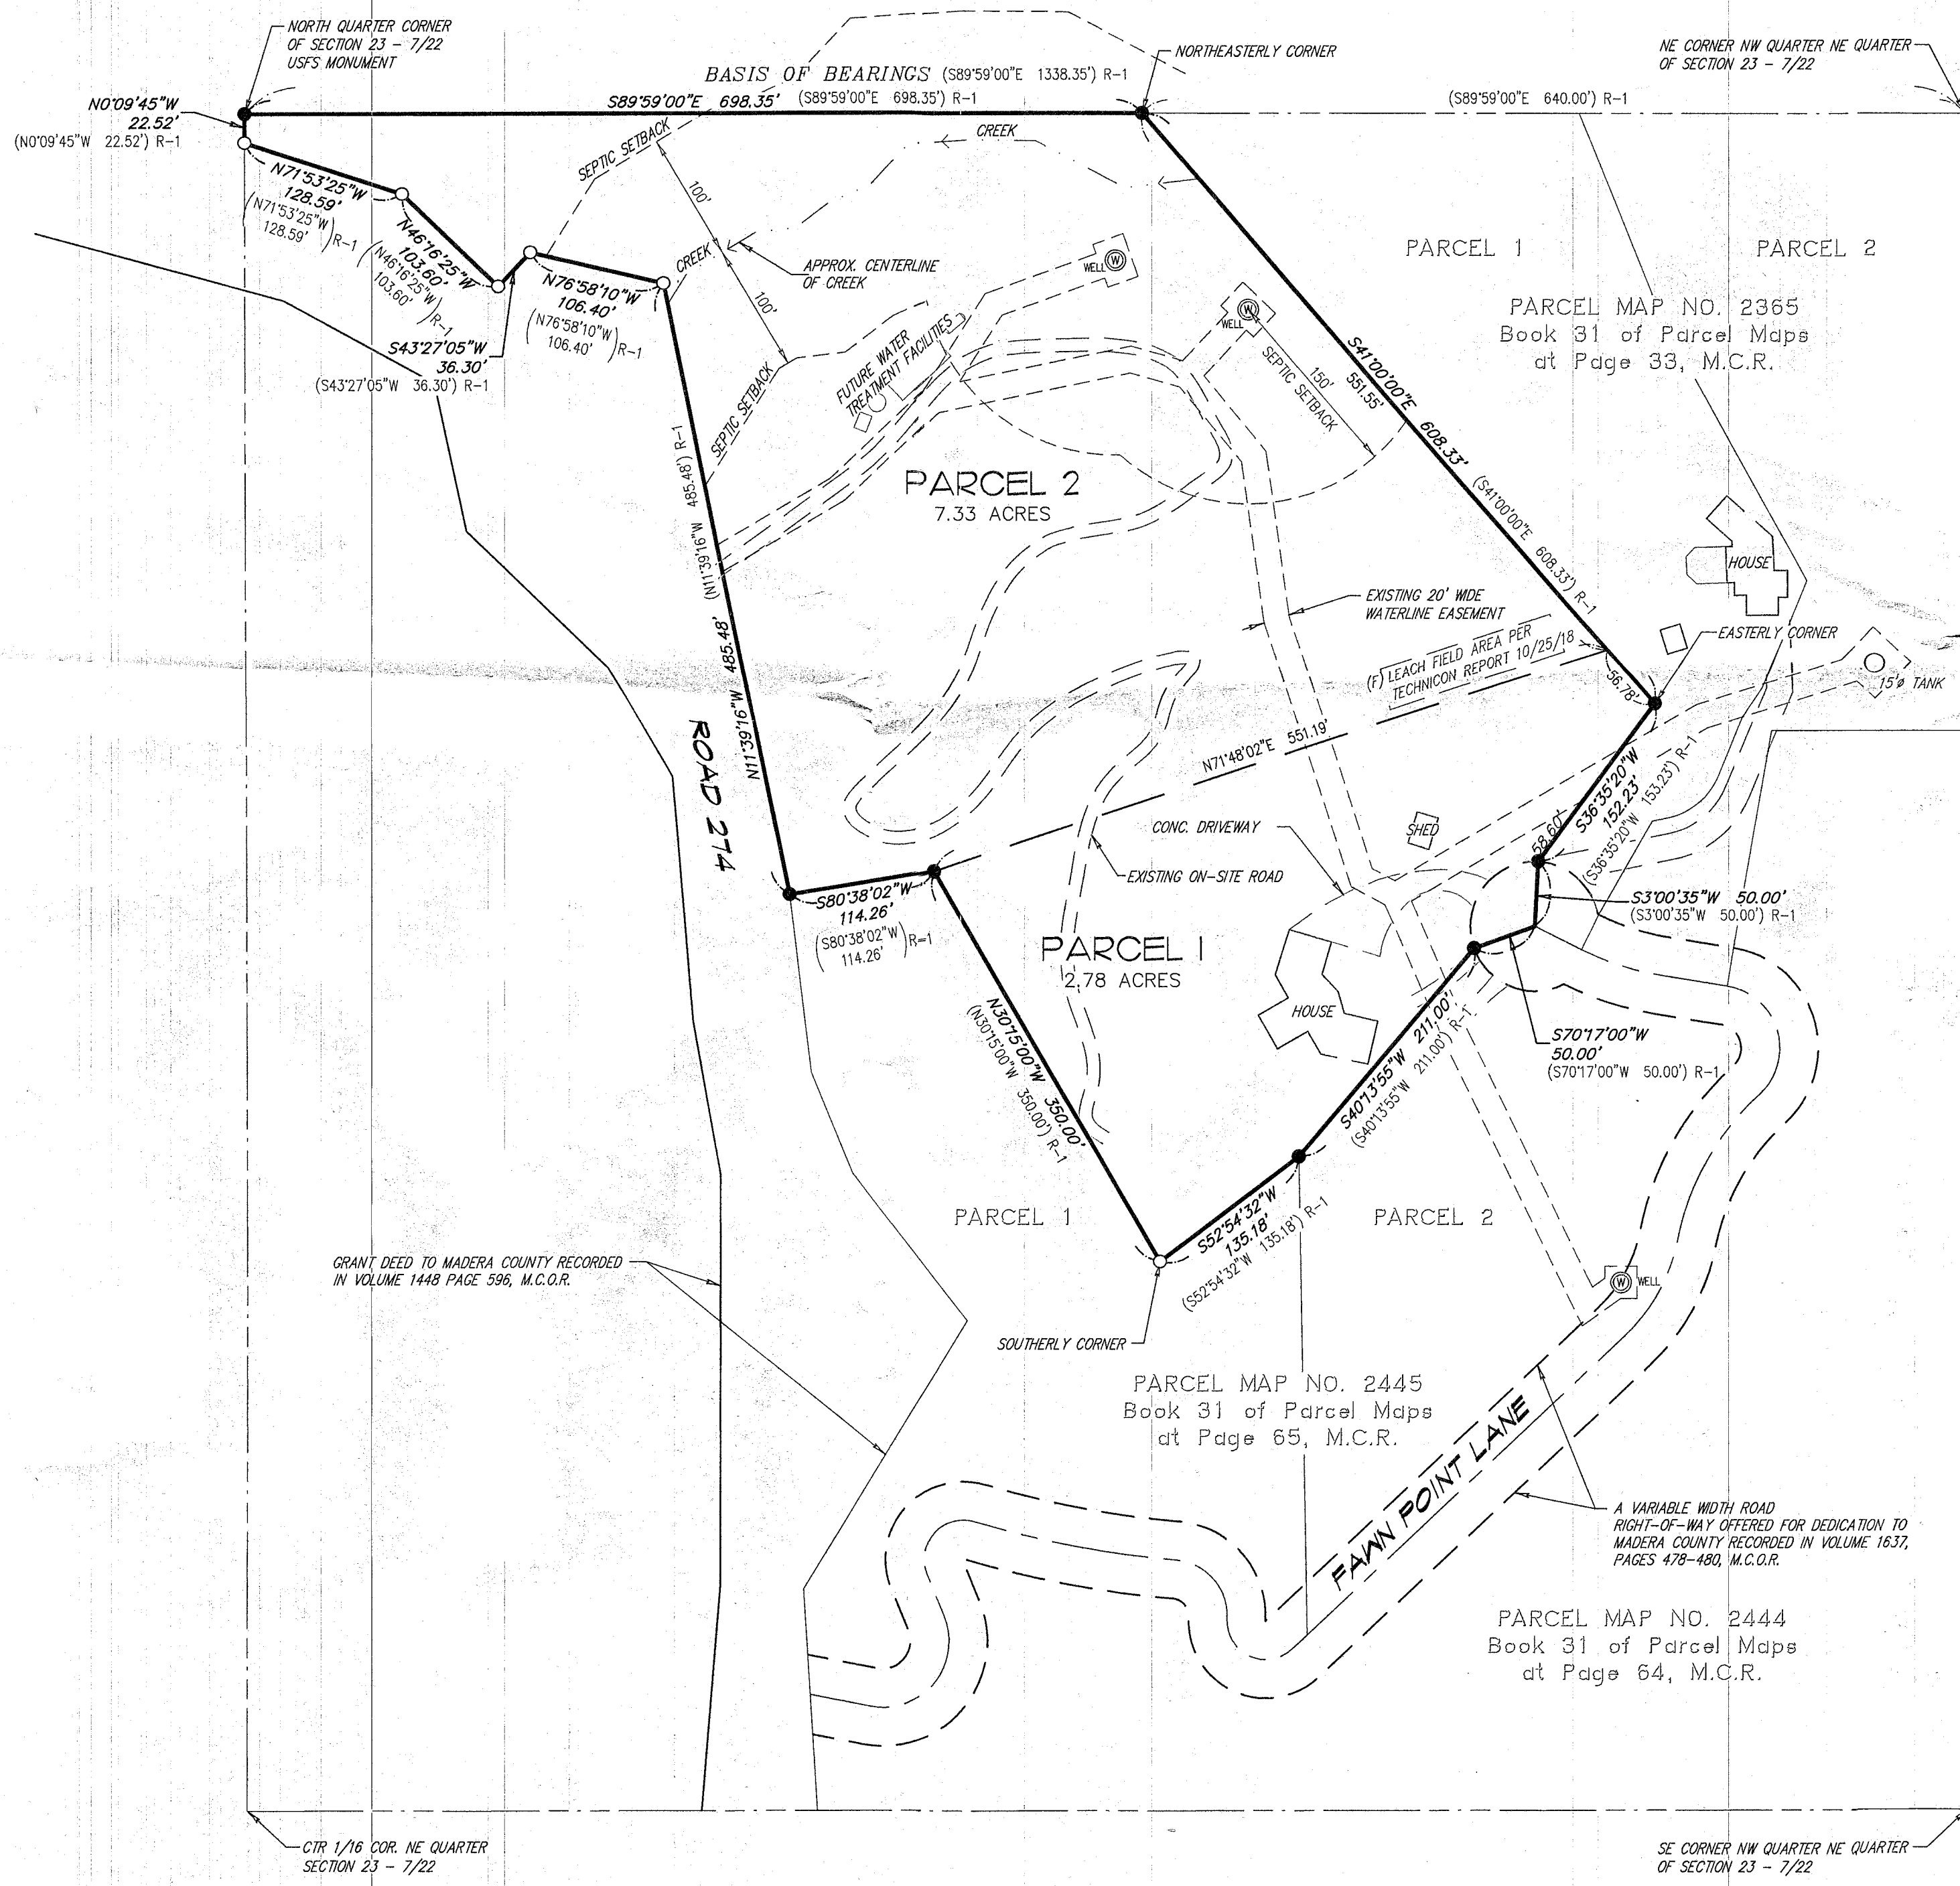 NORTH QUARTER CORNER
OF SECTION 23 - 7/22
USFS MONUMENT
NORTHEASTERLY CORNER
NE CORNER NW QUARTER NE QUARTER
OF SECTION 23 - 7/22
BASIS OF BEARINGS (S89°59'00"E 1338.35') R-1
S89°59'00"E 698.35' (S89°59'00"E 698.35') R-1
(S89°59'00"E 640.00') R-1
N0°09'45"W
22.52'
(N0°09'45"W 22.52') R-1
N71°53'25"W
128.59'
(N71°53'25"W
128.59') R-1
N46°16'25"W
103.60'
(N46°16'25"W
103.60') R-1
S43°27'05"W
36.30'
(S43°27'05"W 36.30') R-1
N76°58'10"W
106.40'
(N76°58'10"W
106.40') R-1
SEPTIC SETBACK
100'
CREEK
CREEK
APPROX. CENTERLINE
OF CREEK
100'
SEPTIC SETBACK
FUTURE WATER
TREATMENT FACILITIES
WELL W
WELL W
150'
SEPTIC SETBACK
551.55'
S41°00'00"E 608.33'
(S41°00'00"E 608.33') R-1
PARCEL 1
PARCEL 2
PARCEL MAP NO. 2365
Book 31 of Parcel Maps
at Page 33, M.C.R.
PARCEL 2
7.33 ACRES
N11°39'16"W 485.48' (N11°39'16"W 485.48') R-1
ROAD 274
EXISTING 20' WIDE
WATERLINE EASEMENT
(F) LEACH FIELD AREA PER
TECHNICON REPORT 10/25/18
HOUSE
EASTERLY CORNER
56.78'
15'ø TANK
N71°48'02"E 551.19'
S36°35'20"W
152.23'
(S36°35'20"W 153.23') R-1
58.60'
CONC. DRIVEWAY
SHED
EXISTING ON-SITE ROAD
S80°38'02"W
114.26'
(S80°38'02"W
114.26') R-1
S3°00'35"W 50.00'
(S3°00'35"W 50.00') R-1
PARCEL 1
2.78 ACRES
HOUSE
S70°17'00"W
50.00'
(S70°17'00"W 50.00') R-1
N30°15'00"W 350.00'
(N30°15'00"W 350.00') R-1
S40°13'55"W 211.00'
(S40°13'55"W 211.00') R-1
S52°54'32"W
135.18'
(S52°54'32"W 135.18') R-1
PARCEL 1
PARCEL 2
GRANT DEED TO MADERA COUNTY RECORDED
IN VOLUME 1448 PAGE 596, M.C.O.R.
W WELL
SOUTHERLY CORNER
PARCEL MAP NO. 2445
Book 31 of Parcel Maps
at Page 65, M.C.R.
FAWN POINT LANE
A VARIABLE WIDTH ROAD
RIGHT-OF-WAY OFFERED FOR DEDICATION TO
MADERA COUNTY RECORDED IN VOLUME 1637,
PAGES 478-480, M.C.O.R.
PARCEL MAP NO. 2444
Book 31 of Parcel Maps
at Page 64, M.C.R.
CTR 1/16 COR. NE QUARTER
SECTION 23 - 7/22
SE CORNER NW QUARTER NE QUARTER
OF SECTION 23 - 7/22